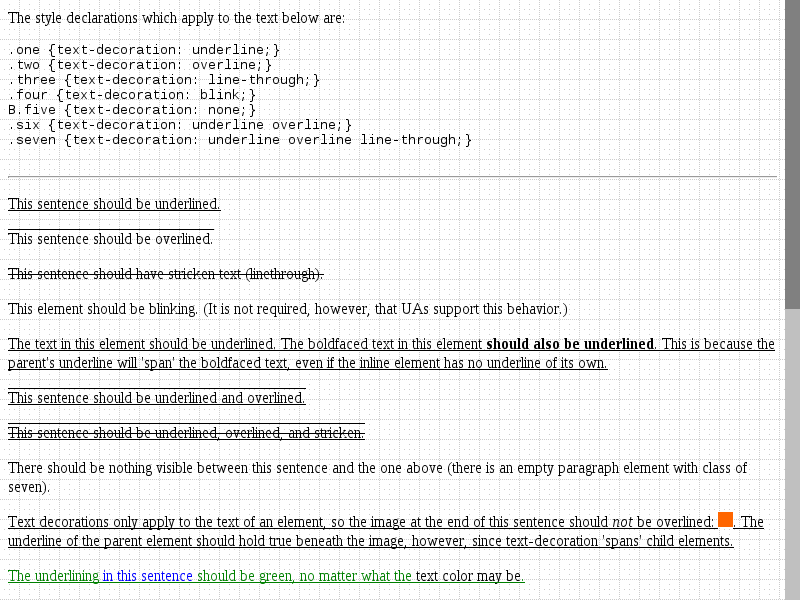 The style declarations which apply to the text below are:
.one {text-decoration: underline;}
.two {text-decoration: overline;}
.three {text-decoration: line-through;}
.four {text-decoration: blink;}
B.five {text-decoration: none;}
.six {text-decoration: underline overline;}
.seven {text-decoration: underline overline line-through;}
This sentence should be underlined.
This sentence should be overlined.
This sentence should have stricken text (linethrough).
This element should be blinking. (It is not required, however, that UAs support this behavior.)
The text in this element should be underlined. The boldfaced text in this element should also be underlined. This is because the
parent's underline will 'span' the boldfaced text, even if the inline element has no underline of its own.
This sentence should be underlined and overlined.
This sentence should be underlined, overlined, and stricken.
There should be nothing visible between this sentence and the one above (there is an empty paragraph element with class of
seven).
Text decorations only apply to the text of an element, so the image at the end of this sentence should not be overlined: . The
underline of the parent element should hold true beneath the image, however, since text-decoration 'spans' child elements.
The underlining in this sentence should be green, no matter what the text color may be.